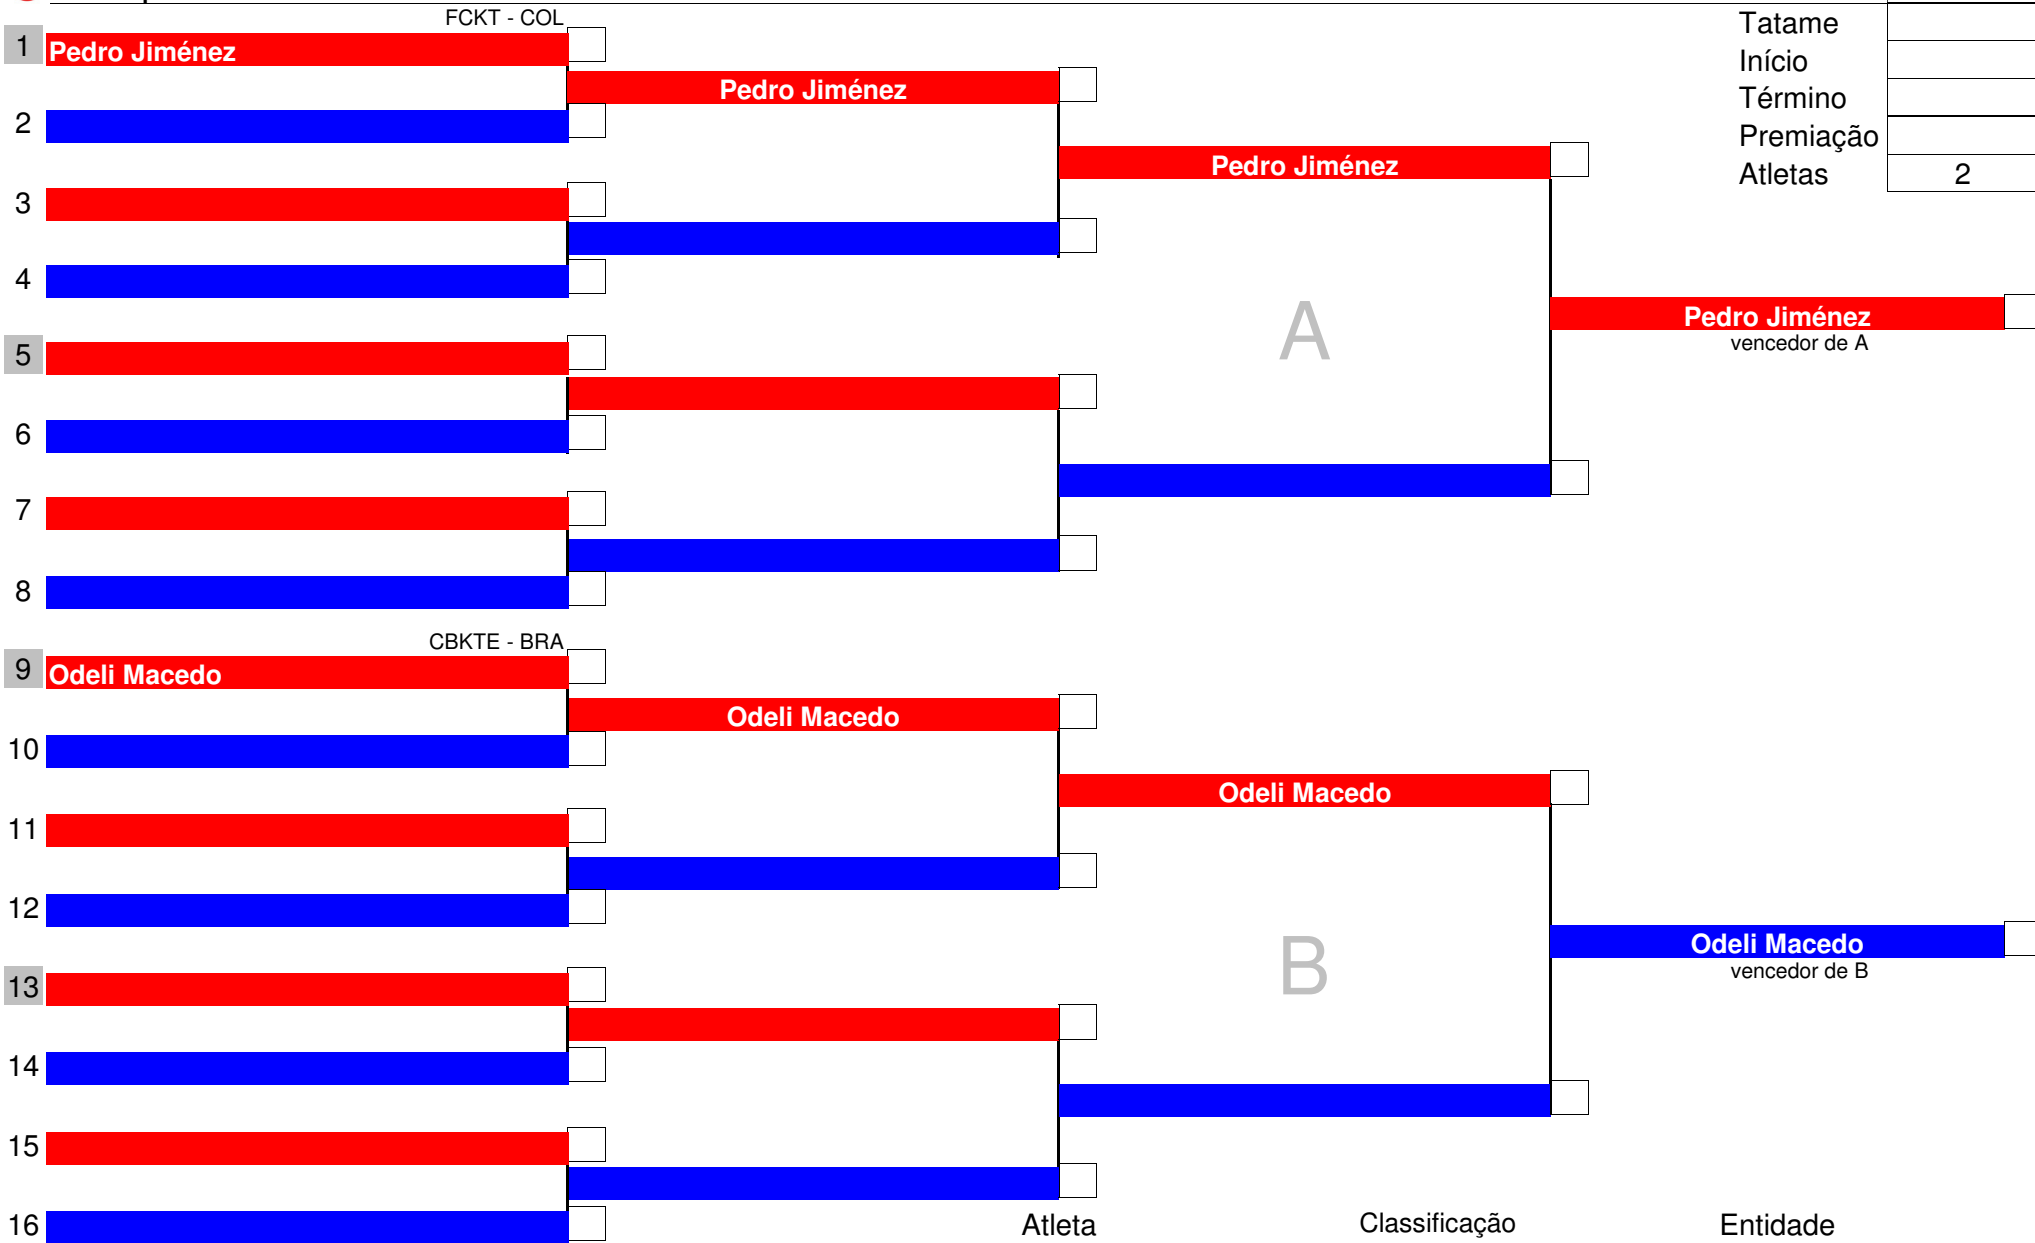 FCKT - COL
Tatame
1 Pedro Jiménez
Início
Pedro Jiménez
Término
2
Premiação
Pedro Jiménez
Atletas 2
3
4
A
Pedro Jiménez
vencedor de A
5
6
7
8
CBKTE - BRA
9 Odeli Macedo
Odeli Macedo
10
Odeli Macedo
11
12
B
Odeli Macedo
vencedor de B
13
14
15
16
Atleta Classificação Entidade